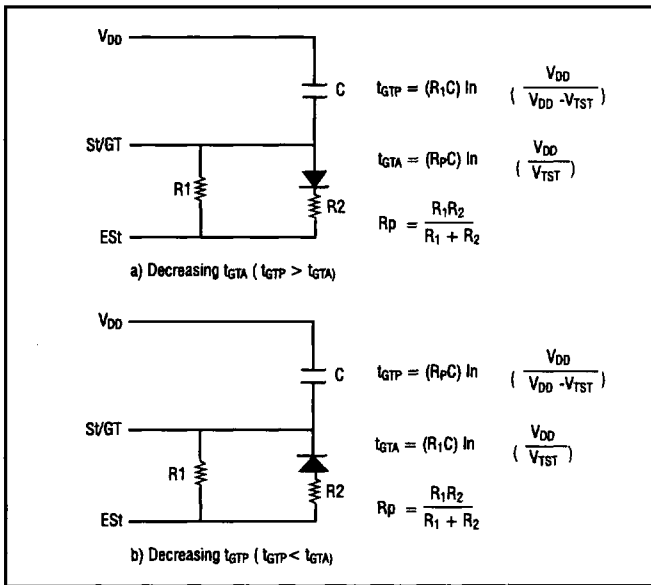 VDD
C
tGTP = (R1C) ln ( VDD / VDD -VTST )
St/GT
R1
tGTA = (RPC) ln ( VDD / VTST )
R2
ESt
Rp = R1R2 / R1 + R2
a) Decreasing tGTA ( tGTP > tGTA)
VDD
C
tGTP = (RPC) ln ( VDD / VDD -VTST )
St/GT
R1
tGTA = (R1C) ln ( VDD / VTST )
R2
ESt
Rp = R1R2 / R1 + R2
b) Decreasing tGTP ( tGTP < tGTA)